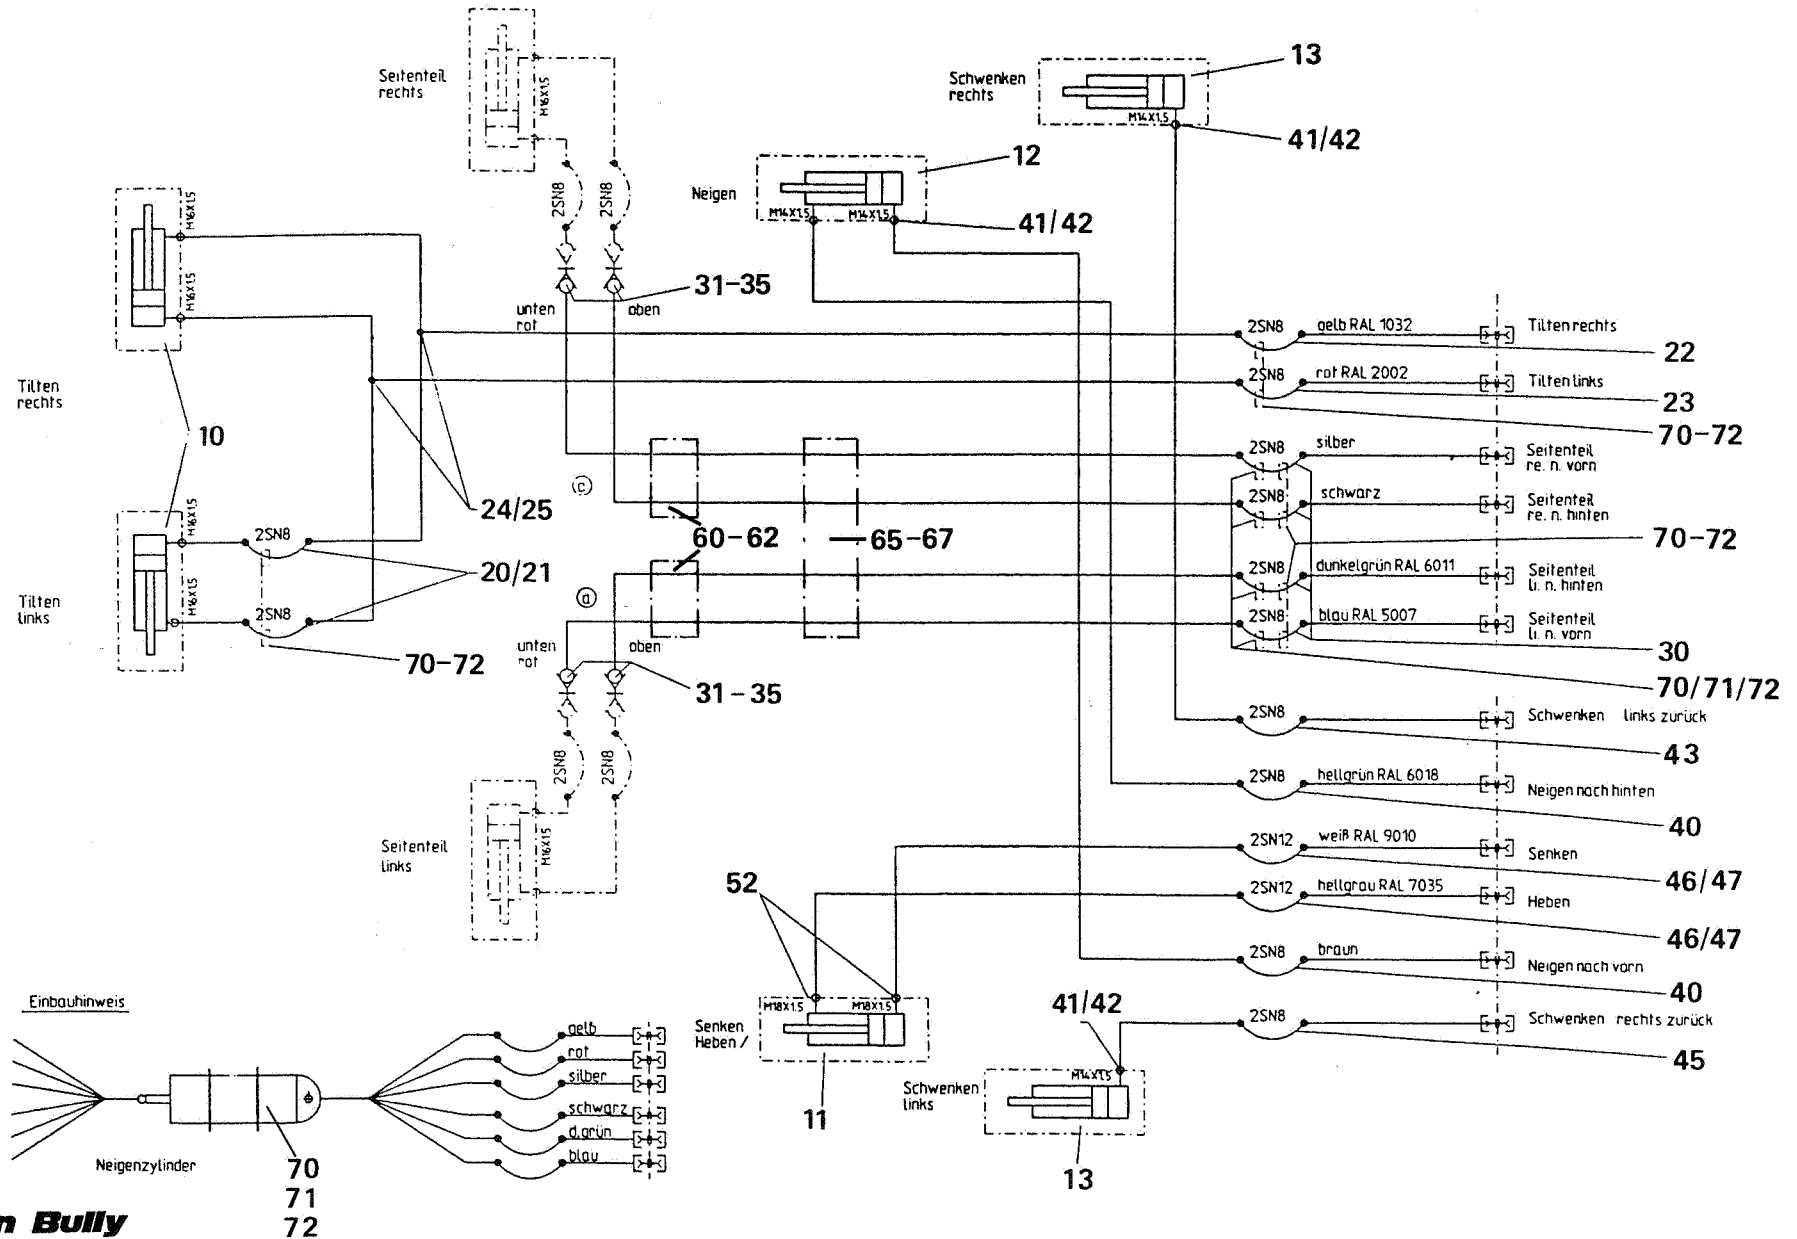 Seitenteil
rechts
M16X1.5
2SN8
2SN8
unten
rot
oben
31-35
Schwenken
rechts
M14X1.5
13
41/42
Neigen
M14X1.5
M14X1.5
12
41/42
M16X1.5
M16X1.5
Tilten
rechts
10
M16X1.5
M16X1.5
Tilten
links
2SN8
2SN8
24/25
20/21
70-72
c
a
60-62
65-67
unten
rot
oben
31-35
2SN8
2SN8
M16X1.5
Seitenteil
links
2SN8
gelb RAL 1032
Tilten rechts
22
2SN8
rot RAL 2002
Tilten links
23
70-72
2SN8
silber
Seitenteil
re. n. vorn
2SN8
schwarz
Seitenteil
re. n. hinten
70-72
2SN8
dunkelgrün RAL 6011
Seitenteil
li. n. hinten
2SN8
blau RAL 5007
Seitenteil
li. n. vorn
30
70/71/72
2SN8
Schwenken links zurück
43
2SN8
hellgrün RAL 6018
Neigen nach hinten
40
2SN12
weiß RAL 9010
Senken
46/47
2SN12
hellgrau RAL 7035
Heben
46/47
2SN8
braun
Neigen nach vorn
40
2SN8
Schwenken rechts zurück
45
52
M18X1.5
M18X1.5
Senken
Heben /
11
41/42
M14X1.5
Schwenken
links
13
Einbauhinweis
gelb
rot
silber
schwarz
d.grün
blau
Neigenzylinder
70
71
72
n Bully